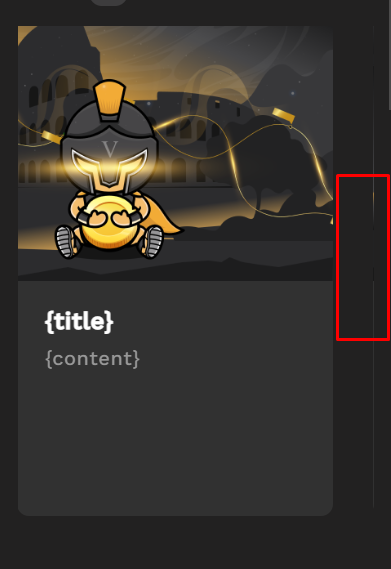 V
{title}
{content}